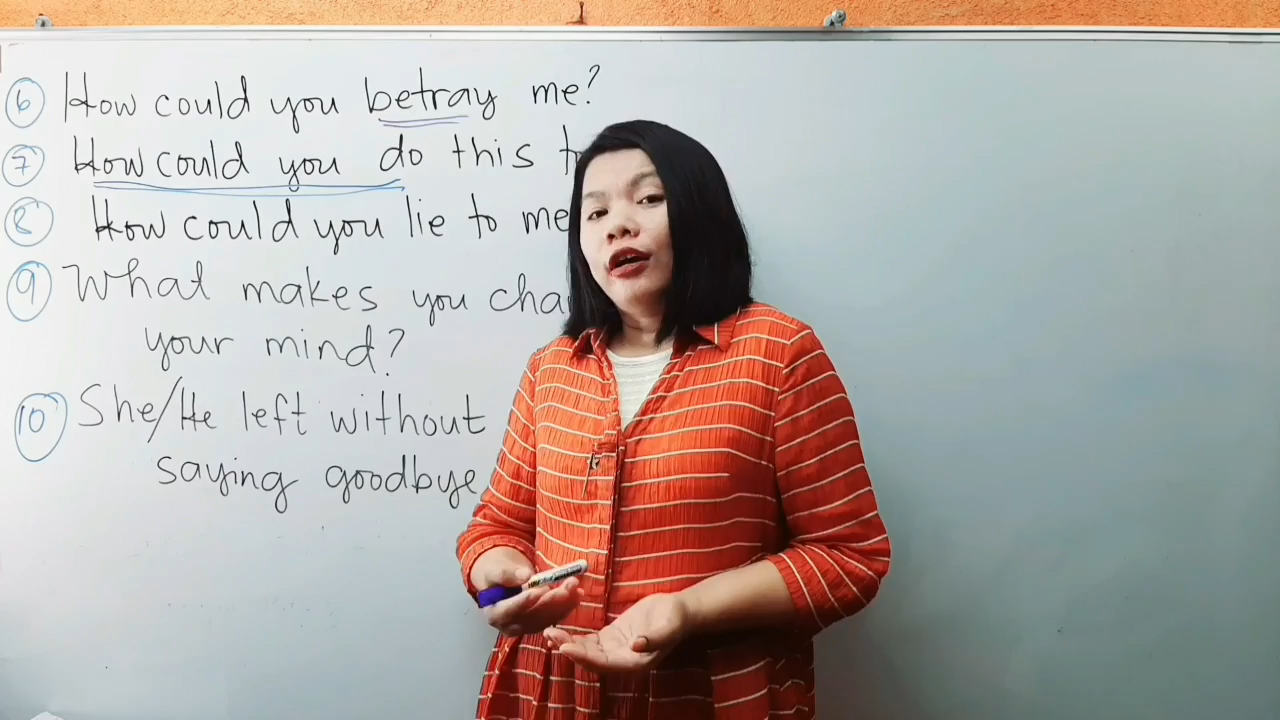 6 How could you betray me?
7 How could you do this
8 How could you lie to me
9 What makes you
your mind?
10 She/He left without
saying goodbye